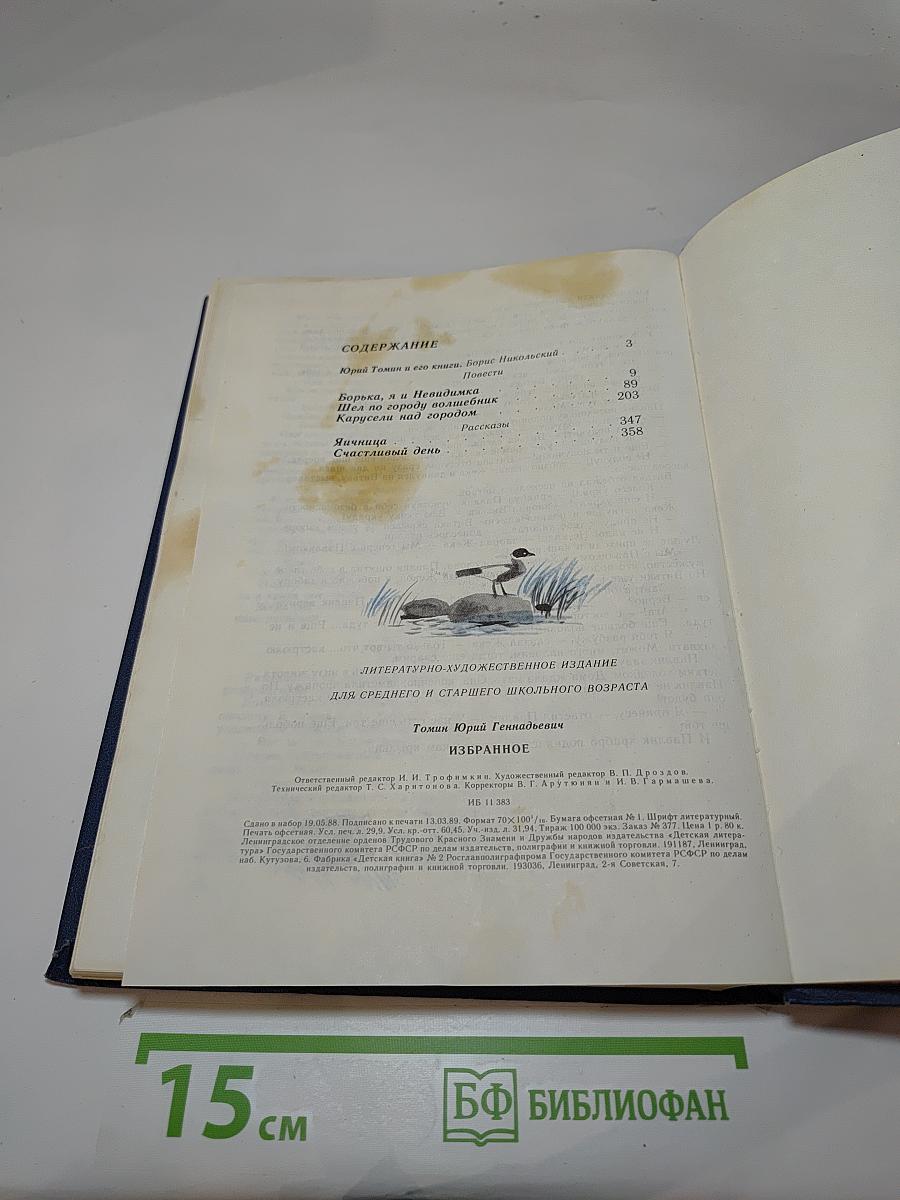 СОДЕРЖАНИЕ
Юрий Томин и его книги. Борис Никольский . . . . . 3
Повести
Борька, я и Невидимка . . . . . . . . . . 9
Шел по городу волшебник . . . . . . . . . 89
Карусели над городом . . . . . . . . . . 203
Рассказы
Яичница . . . . . . . . . . . . . . 347
Счастливый день . . . . . . . . . . . . 358
ЛИТЕРАТУРНО-ХУДОЖЕСТВЕННОЕ ИЗДАНИЕ
ДЛЯ СРЕДНЕГО И СТАРШЕГО ШКОЛЬНОГО ВОЗРАСТА
Томин Юрий Геннадьевич
ИЗБРАННОЕ
Ответственный редактор И. И. Трофимкин. Художественный редактор В. П. Дроздов.
Технический редактор Т. С. Харитонова. Корректоры В. Г. Арутюнян и И. В. Гармашева.
ИБ 11 383
Сдано в набор 19.05.88. Подписано к печати 13.03.89. Формат 70×100¹/₁₆. Бумага офсетная № 1. Шрифт литературный.
Печать офсетная. Усл. печ. л. 29,9. Усл. кр.-отт. 60,45. Уч.-изд. л. 31,94. Тираж 100 000 экз. Заказ № 377. Цена 1 р. 80 к.
Ленинградское отделение орденов Трудового Красного Знамени и Дружбы народов издательства «Детская литера-
тура» Государственного комитета РСФСР по делам издательств, полиграфии и книжной торговли. 191187, Ленинград,
наб. Кутузова, 6. Фабрика «Детская книга» № 2 Росглавполиграфпрома Государственного комитета РСФСР по делам
издательств, полиграфии и книжной торговли. 193036, Ленинград, 2-я Советская, 7.
15 см
БФ БИБЛИОФАН